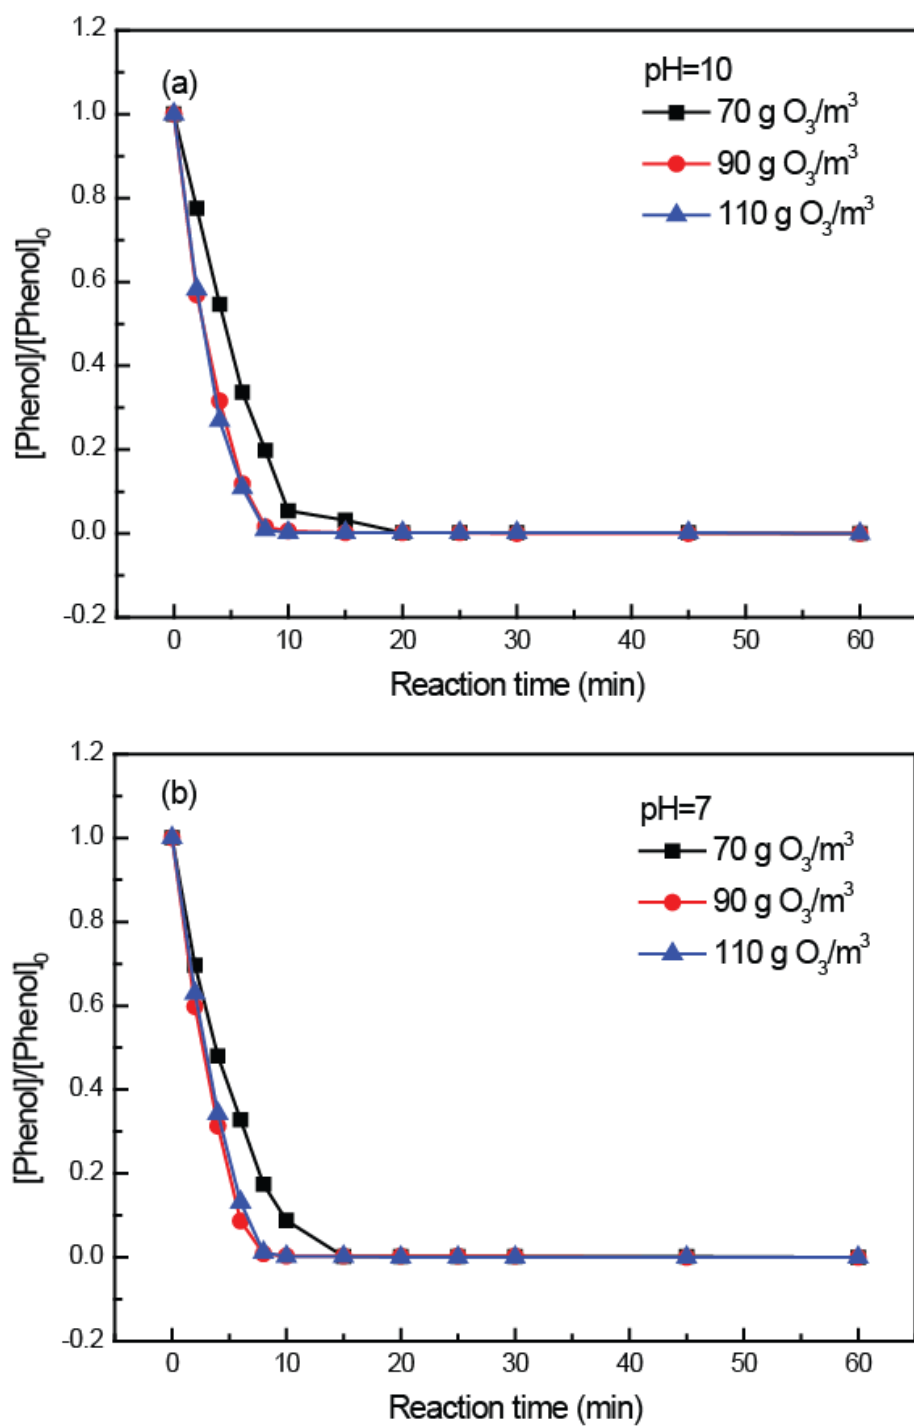 (a)
pH=10
70 g O₃/m³
90 g O₃/m³
110 g O₃/m³
1.2
1.0
0.8
0.6
0.4
0.2
0.0
-0.2
[Phenol]/[Phenol]₀
0 10 20 30 40 50 60
Reaction time (min)
(b)
pH=7
70 g O₃/m³
90 g O₃/m³
110 g O₃/m³
1.2
1.0
0.8
0.6
0.4
0.2
0.0
-0.2
[Phenol]/[Phenol]₀
0 10 20 30 40 50 60
Reaction time (min)